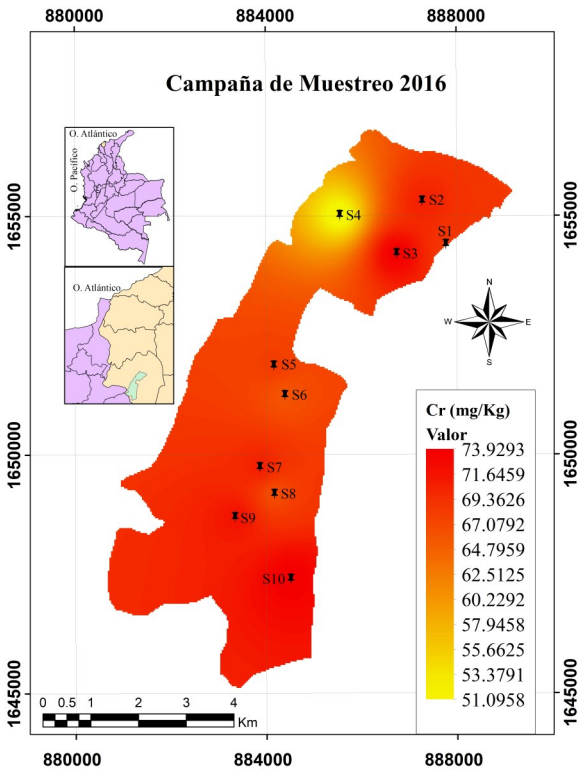 880000 884000 888000
Campaña de Muestreo 2016
O. Atlántico
O. Pacífico
O. Atlántico
1655000 1655000
1650000 1650000
1645000 1645000
S4
S2
S1
S3
N
W E
S
S5
S6
S7
S8
S9
S10
Cr (mg/Kg)
Valor
73.9293
71.6459
69.3626
67.0792
64.7959
62.5125
60.2292
57.9458
55.6625
53.3791
51.0958
0 0.5 1 2 3 4
Km
880000 884000 888000